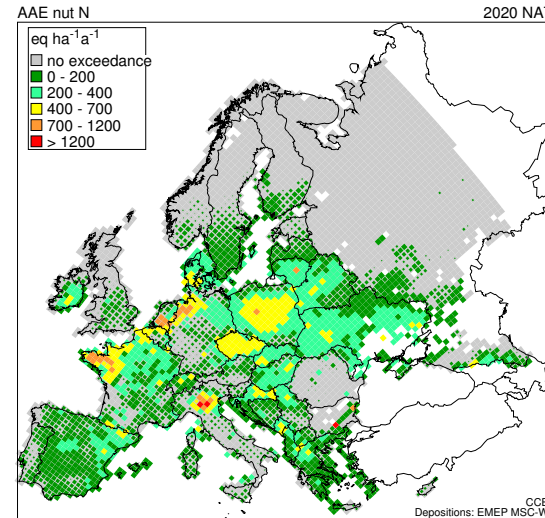 AAE nut N 2020 NAT
eq ha⁻¹a⁻¹
no exceedance
0 - 200
200 - 400
400 - 700
700 - 1200
> 1200
CCE
Depositions: EMEP MSC-W